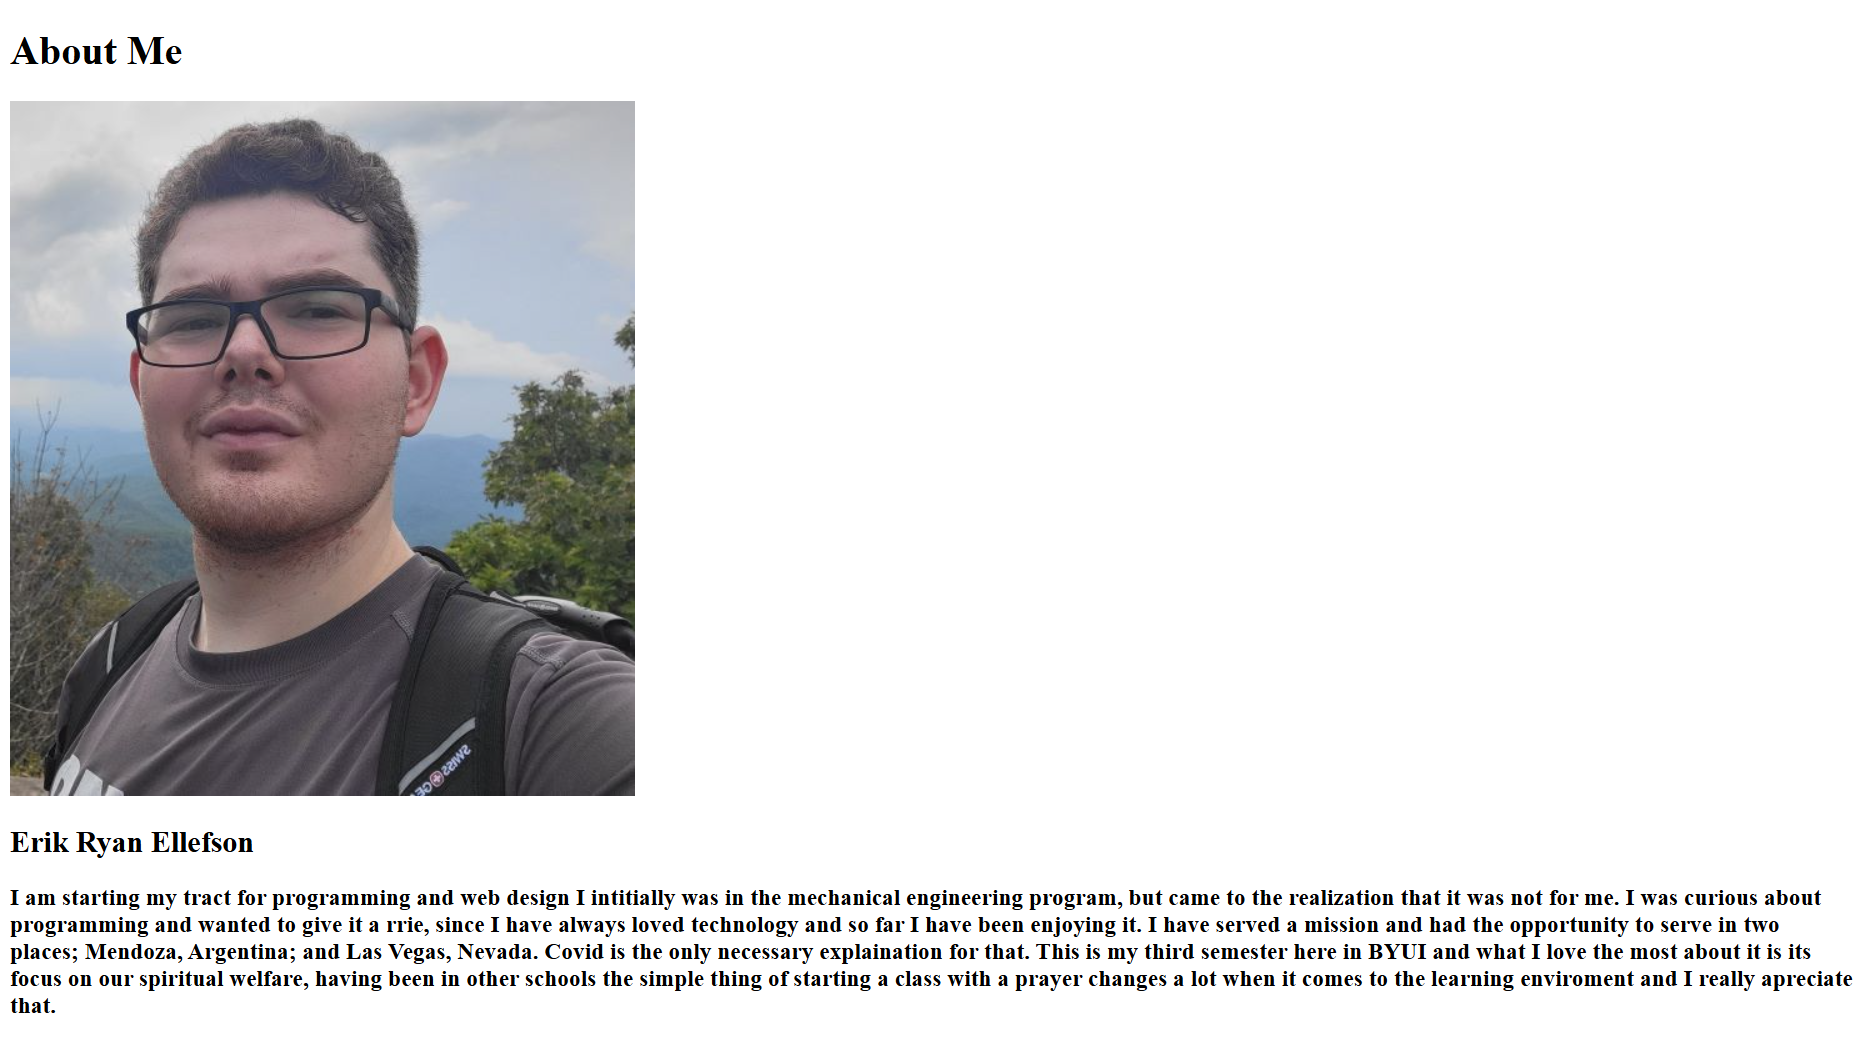 About Me
SWISS GE
Erik Ryan Ellefson
I am starting my tract for programming and web design I intitially was in the mechanical engineering program, but came to the realization that it was not for me. I was curious about
programming and wanted to give it a rrie, since I have always loved technology and so far I have been enjoying it. I have served a mission and had the opportunity to serve in two
places; Mendoza, Argentina; and Las Vegas, Nevada. Covid is the only necessary explaination for that. This is my third semester here in BYUI and what I love the most about it is its
focus on our spiritual welfare, having been in other schools the simple thing of starting a class with a prayer changes a lot when it comes to the learning enviroment and I really apreciate
that.